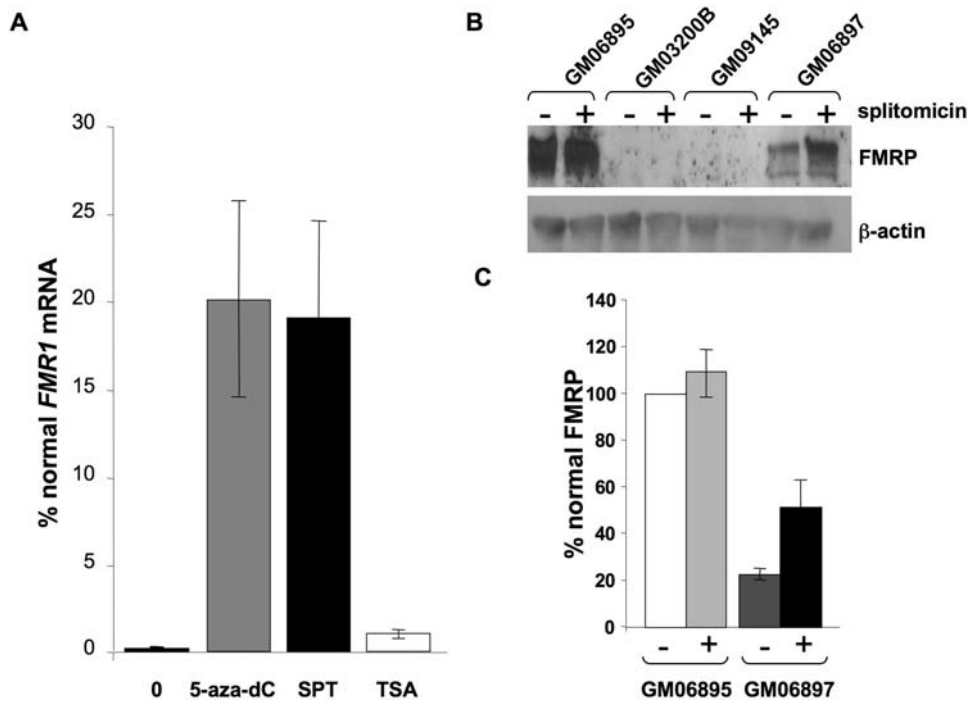 A
% normal FMR1 mRNA
30
25
20
15
10
5
0
0 5-aza-dC SPT TSA
B
GM06895 GM03200B GM09145 GM06897
- + - + - + - + splitomicin
FMRP
β-actin
C
% normal FMRP
140
120
100
80
60
40
20
0
- + - +
GM06895 GM06897